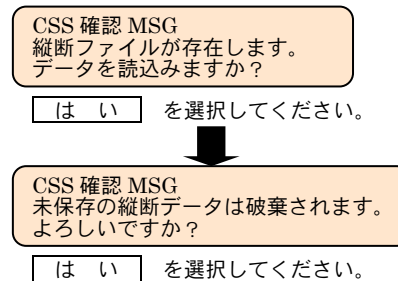 CSS 確認 MSG
縦断ファイルが存在します。
データを読込みますか？
は　い　を選択してください。
CSS 確認 MSG
未保存の縦断データは破棄されます。
よろしいですか？
は　い　を選択してください。